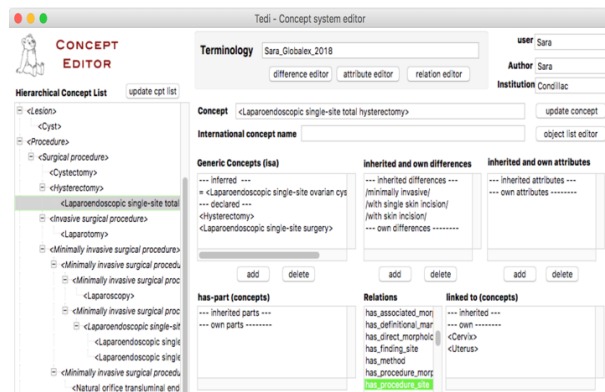 Tedi - Concept system editor
CONCEPT
EDITOR
Terminology Sara_Globalex_2018
difference editor attribute editor relation editor
user Sara
Author Sara
Institution Condillac
Hierarchical Concept List update cpt list
<Lesion>
<Cyst>
<Procedure>
<Surgical procedure>
<Cystectomy>
<Hysterectomy>
<Laparoendoscopic single-site total
<Invasive surgical procedure>
<Laparotomy>
<Minimally invasive surgical procedure>
<Minimally invasive surgical procedu
<Minimally invasive surgical proc
<Laparoscopy>
<Minimally invasive surgical proc
<Laparoendoscopic single-sit
<Laparoendoscopic single
<Laparoendoscopic single
<Minimally invasive surgical procedu
<Natural orifice transluminal end
Concept <Laparoendoscopic single-site total hysterectomy> update concept
International concept name object list editor
Generic Concepts (isa)
--- inferred ---
= <Laparoendoscopic single-site ovarian cys
--- declared ---
<Hysterectomy>
<Laparoendoscopic single-site surgery>
add delete
inherited and own differences
--- inherited differences ---
/minimally invasive/
/with single skin incision/
/with skin incision/
--- own differences --------
add delete
inherited and own attributes
--- inherited attributes ---
--- own attributes --------
add delete
has-part (concepts)
--- inherited parts ---
--- own parts --------
Relations
has_associated_morp
has_definitional_man
has_direct_morpholc
has_finding_site
has_method
has_procedure_morp
has_procedure_site
linked to (concepts)
--- inherited ---
--- own --------
<Cervix>
<Uterus>